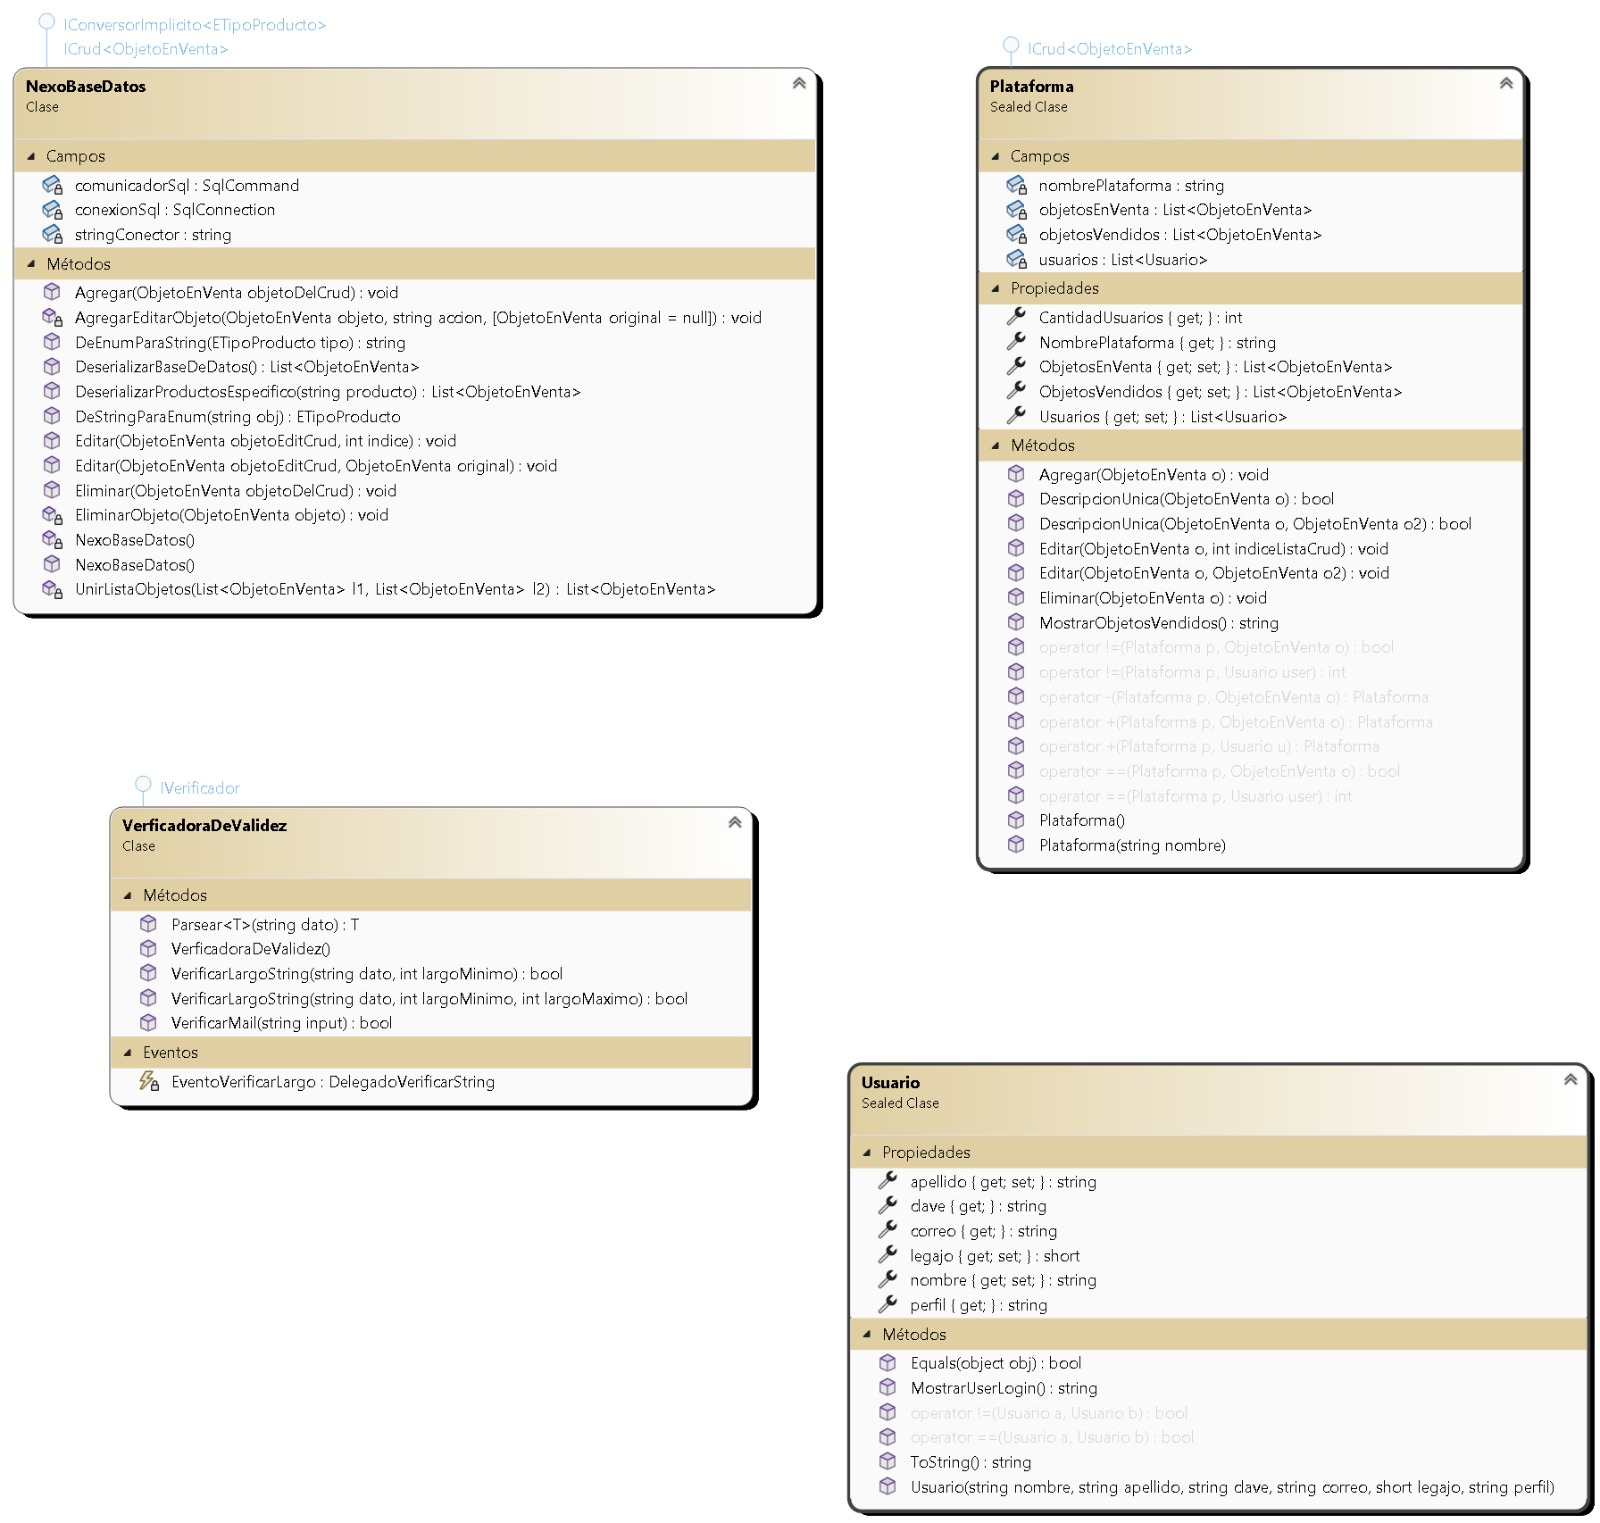 IConversorImplicito<ETipoProducto>
ICrud<ObjetoEnVenta>
NexoBaseDatos
Clase
Campos
comunicadorSql : SqlCommand
conexionSql : SqlConnection
stringConector : string
Métodos
Agregar(ObjetoEnVenta objetoDelCrud) : void
AgregarEditarObjeto(ObjetoEnVenta objeto, string accion, [ObjetoEnVenta original = null]) : void
DeEnumParaString(ETipoProducto tipo) : string
DeserializarBaseDeDatos() : List<ObjetoEnVenta>
DeserializarProductosEspecifico(string producto) : List<ObjetoEnVenta>
DeStringParaEnum(string obj) : ETipoProducto
Editar(ObjetoEnVenta objetoEditCrud, int indice) : void
Editar(ObjetoEnVenta objetoEditCrud, ObjetoEnVenta original) : void
Eliminar(ObjetoEnVenta objetoDelCrud) : void
EliminarObjeto(ObjetoEnVenta objeto) : void
NexoBaseDatos()
NexoBaseDatos()
UnirListaObjetos(List<ObjetoEnVenta> l1, List<ObjetoEnVenta> l2) : List<ObjetoEnVenta>
ICrud<ObjetoEnVenta>
Plataforma
Sealed Clase
Campos
nombrePlataforma : string
objetosEnVenta : List<ObjetoEnVenta>
objetosVendidos : List<ObjetoEnVenta>
usuarios : List<Usuario>
Propiedades
CantidadUsuarios { get; } : int
NombrePlataforma { get; } : string
ObjetosEnVenta { get; set; } : List<ObjetoEnVenta>
ObjetosVendidos { get; set; } : List<ObjetoEnVenta>
Usuarios { get; set; } : List<Usuario>
Métodos
Agregar(ObjetoEnVenta o) : void
DescripcionUnica(ObjetoEnVenta o) : bool
DescripcionUnica(ObjetoEnVenta o, ObjetoEnVenta o2) : bool
Editar(ObjetoEnVenta o, int indiceListaCrud) : void
Editar(ObjetoEnVenta o, ObjetoEnVenta o2) : void
Eliminar(ObjetoEnVenta o) : void
MostrarObjetosVendidos() : string
operator !=(Plataforma p, ObjetoEnVenta o) : bool
operator !=(Plataforma p, Usuario user) : int
operator -(Plataforma p, ObjetoEnVenta o) : Plataforma
operator +(Plataforma p, ObjetoEnVenta o) : Plataforma
operator +(Plataforma p, Usuario u) : Plataforma
operator ==(Plataforma p, ObjetoEnVenta o) : bool
operator ==(Plataforma p, Usuario user) : int
Plataforma()
Plataforma(string nombre)
IVerificador
VerficadoraDeValidez
Clase
Métodos
Parsear<T>(string dato) : T
VerficadoraDeValidez()
VerificarLargoString(string dato, int largoMinimo) : bool
VerificarLargoString(string dato, int largoMinimo, int largoMaximo) : bool
VerificarMail(string input) : bool
Eventos
EventoVerificarLargo : DelegadoVerificarString
Usuario
Sealed Clase
Propiedades
apellido { get; set; } : string
clave { get; } : string
correo { get; } : string
legajo { get; set; } : short
nombre { get; set; } : string
perfil { get; } : string
Métodos
Equals(object obj) : bool
MostrarUserLogin() : string
operator !=(Usuario a, Usuario b) : bool
operator ==(Usuario a, Usuario b) : bool
ToString() : string
Usuario(string nombre, string apellido, string clave, string correo, short legajo, string perfil)